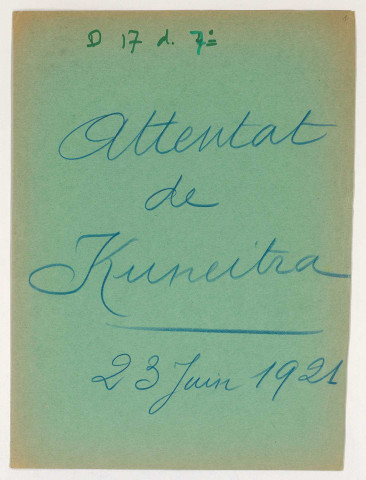 D 17 d. 7=
Attentat
de
Kuneitra
23 Juin 1921